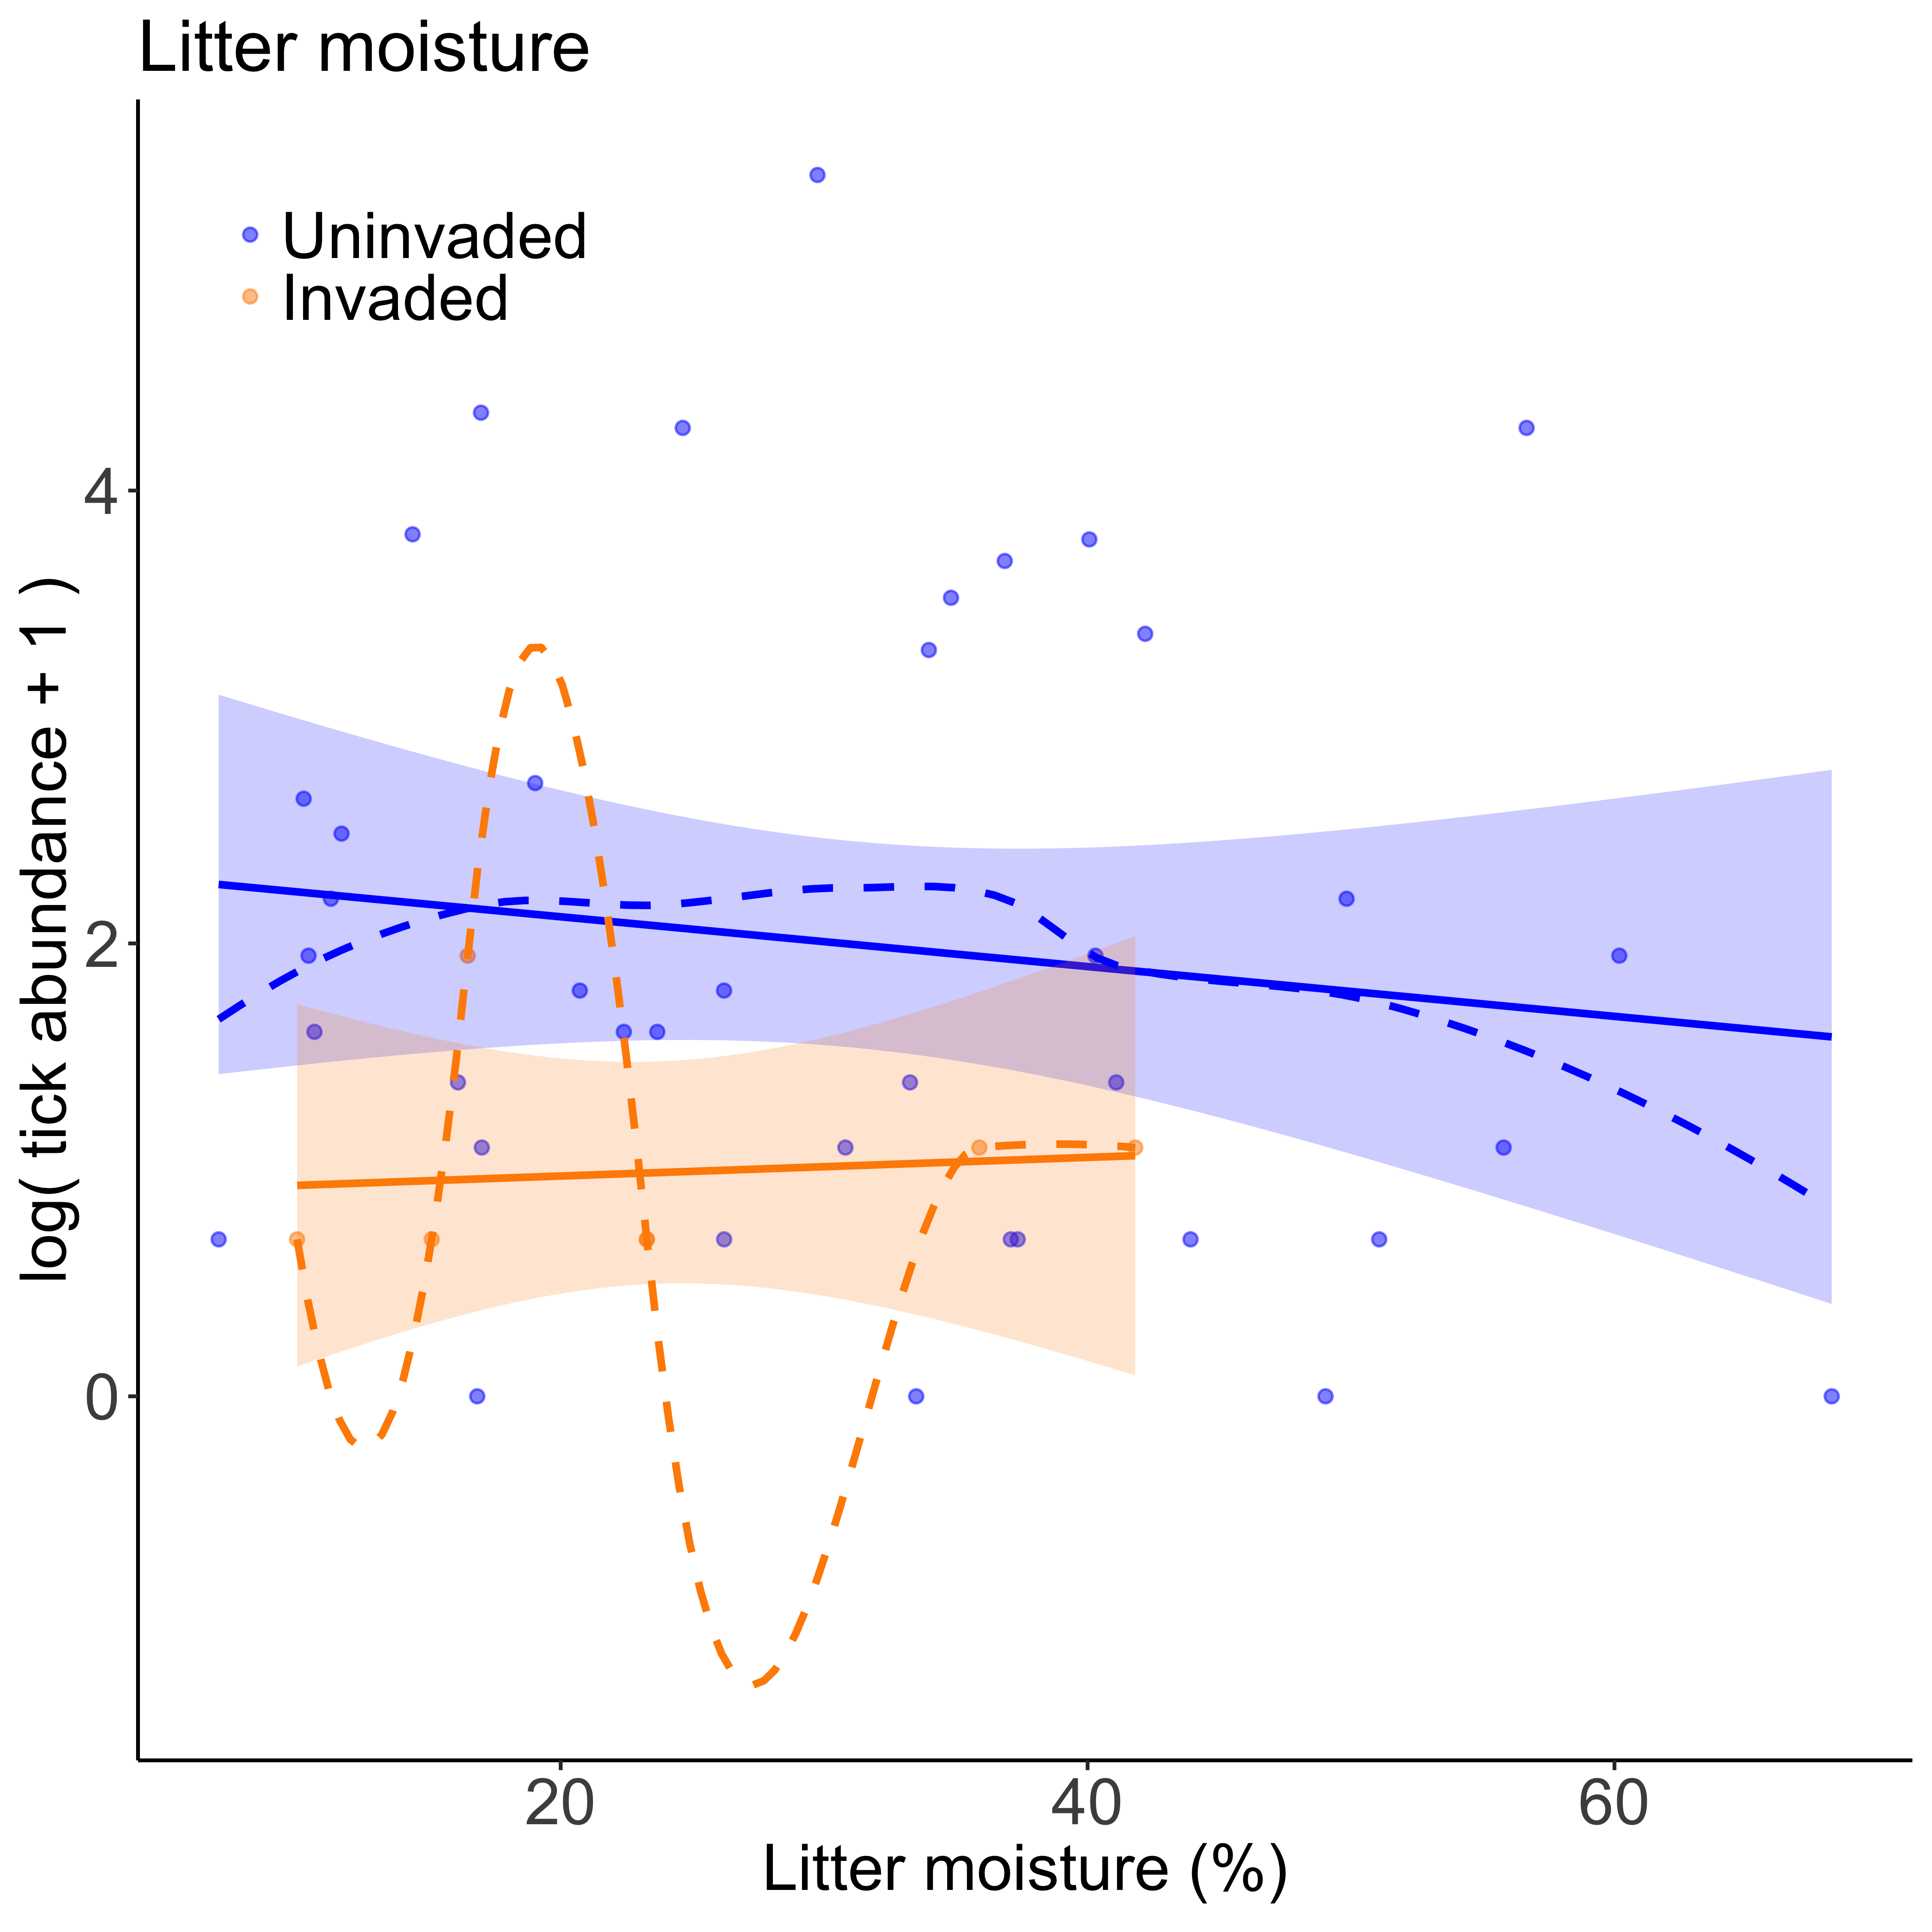 Litter moisture
Uninvaded
Invaded
log( tick abundance + 1 )
4
2
0
20 40 60
Litter moisture (%)